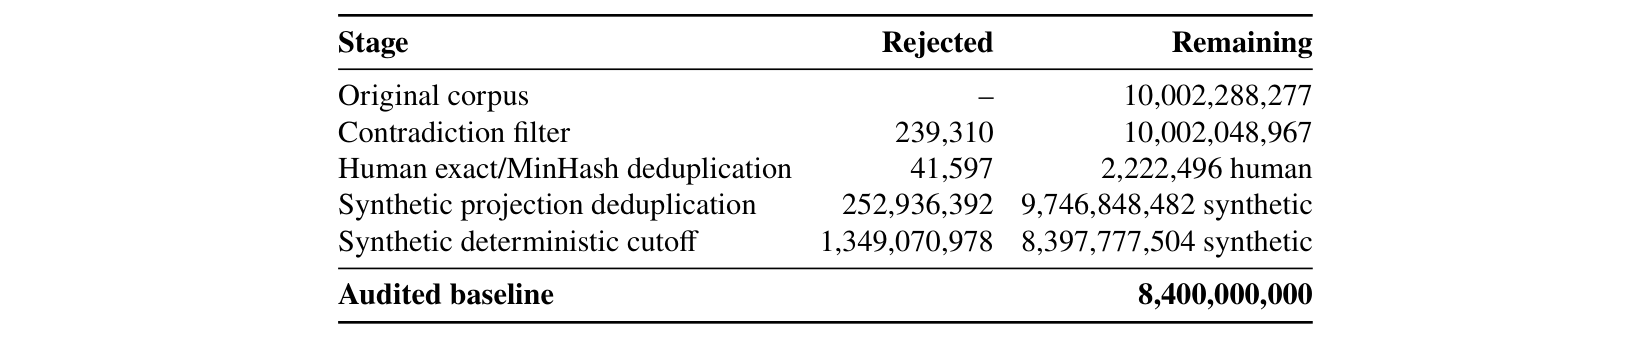 Stage Rejected Remaining
Original corpus – 10,002,288,277
Contradiction filter 239,310 10,002,048,967
Human exact/MinHash deduplication 41,597 2,222,496 human
Synthetic projection deduplication 252,936,392 9,746,848,482 synthetic
Synthetic deterministic cutoff 1,349,070,978 8,397,777,504 synthetic
Audited baseline 8,400,000,000